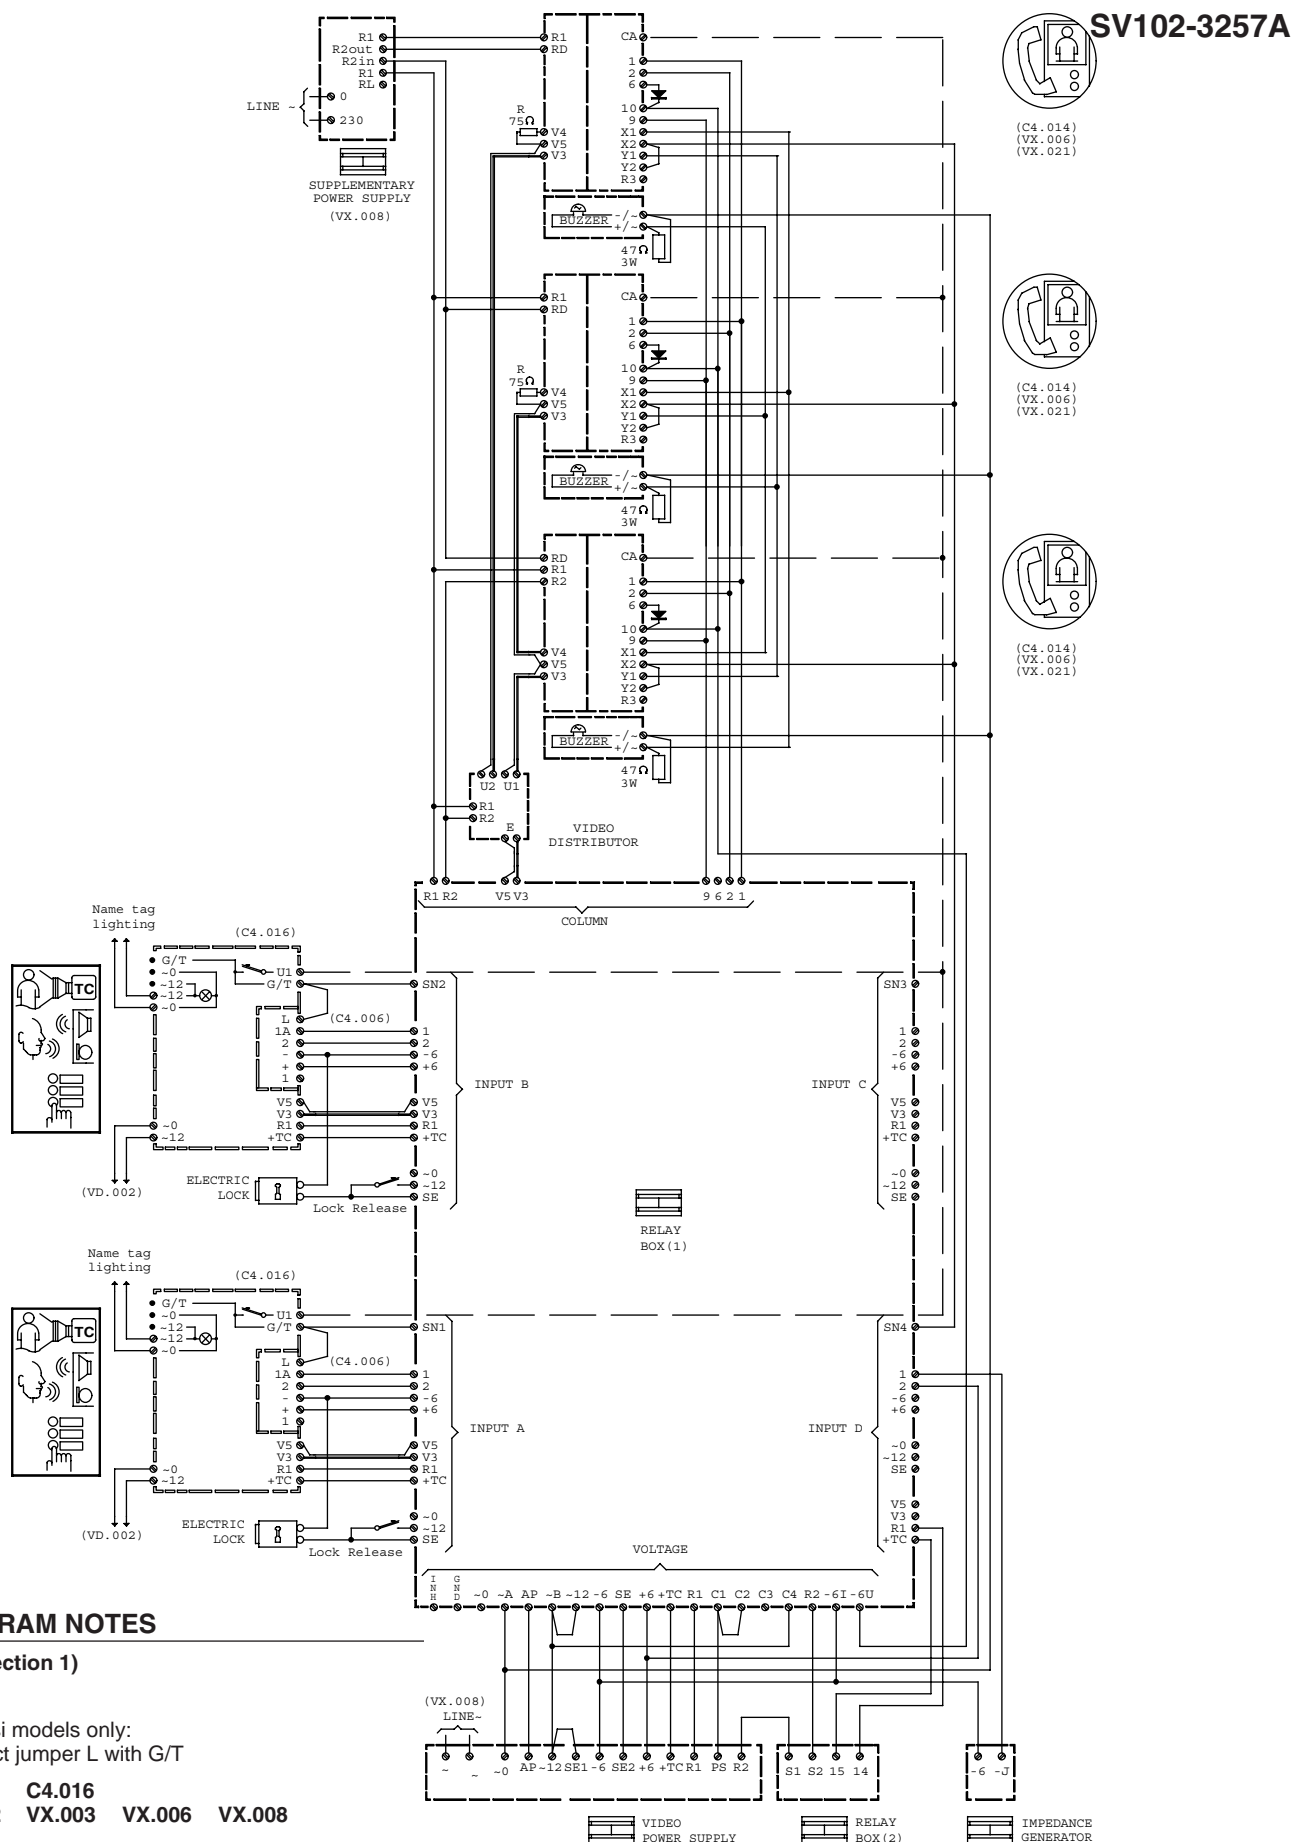 SV102-3257A
R1
R2out
R2in
R1
RL
0
230
LINE ~
SUPPLEMENTARY
POWER SUPPLY
(VX.008)
R1
RD
CA
1
2
6
10
9
X1
X2
Y1
Y2
R3
R
75Ω
V4
V5
V3
BUZZER
-/~
+/~
47Ω
3W
(C4.014)
(VX.006)
(VX.021)
R1
RD
CA
1
2
6
10
9
X1
X2
Y1
Y2
R3
R
75Ω
V4
V5
V3
BUZZER
-/~
+/~
47Ω
3W
(C4.014)
(VX.006)
(VX.021)
RD
R1
R2
CA
1
2
6
10
9
X1
X2
Y1
Y2
R3
V4
V5
V3
BUZZER
-/~
+/~
47Ω
3W
(C4.014)
(VX.006)
(VX.021)
U2 U1
R1
R2
E
VIDEO
DISTRIBUTOR
R1 R2 V5 V3 9 6 2 1
COLUMN
Name tag
lighting
(C4.016)
G/T
~0
~12
~12
~0
U1
G/T
L
(C4.006)
1A
2
-
+
1
V5
V3
R1
+TC
~0
~12
(VD.002)
TC
ELECTRIC
LOCK
Lock Release
SN2
1
2
-6
+6
V5
V3
R1
+TC
~0
~12
SE
INPUT B
SN3
1
2
-6
+6
V5
V3
R1
+TC
~0
~12
SE
INPUT C
RELAY
BOX(1)
Name tag
lighting
(C4.016)
G/T
~0
~12
~12
~0
U1
G/T
L
(C4.006)
1A
2
-
+
1
V5
V3
R1
+TC
~0
~12
(VD.002)
TC
ELECTRIC
LOCK
Lock Release
SN1
1
2
-6
+6
V5
V3
R1
+TC
~0
~12
SE
INPUT A
SN4
1
2
-6
+6
~0
~12
SE
V5
V3
R1
+TC
INPUT D
VOLTAGE
INH GND ~0 ~A AP ~B ~12 -6 SE +6 +TC R1 C1 C2 C3 C4 R2 -6I -6U
RAM NOTES
ection 1)
si models only:
ct jumper L with G/T
C4.016
VX.003 VX.006 VX.008
(VX.008)
LINE~
~ ~ ~0 AP ~12 SE1 -6 SE2 +6 +TC R1 PS R2
VIDEO
POWER SUPPLY
S1 S2 15 14
RELAY
BOX(2)
-6 -J
IMPEDANCE
GENERATOR